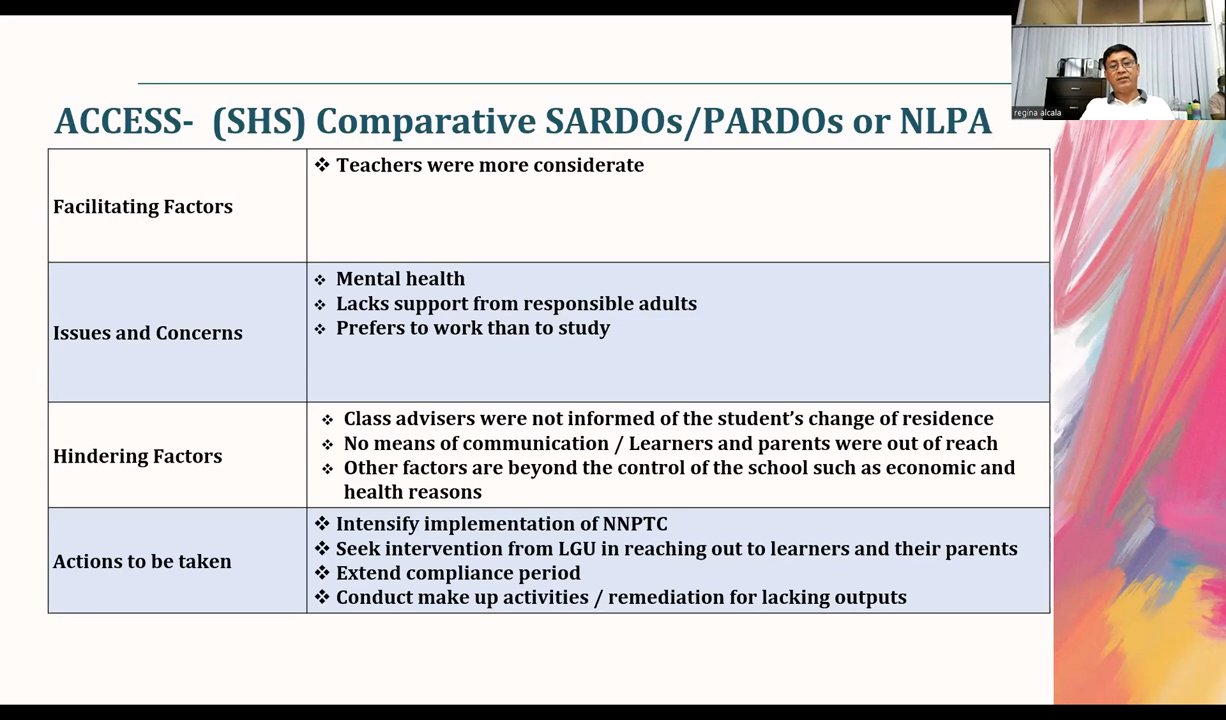 regina alcala
ACCESS- (SHS) Comparative SARDOs/PARDOs or NLPA
Facilitating Factors
❖ Teachers were more considerate
Issues and Concerns
❖ Mental health
❖ Lacks support from responsible adults
❖ Prefers to work than to study
Hindering Factors
❖ Class advisers were not informed of the student’s change of residence
❖ No means of communication / Learners and parents were out of reach
❖ Other factors are beyond the control of the school such as economic and
health reasons
Actions to be taken
❖ Intensify implementation of NNPTC
❖ Seek intervention from LGU in reaching out to learners and their parents
❖ Extend compliance period
❖ Conduct make up activities / remediation for lacking outputs